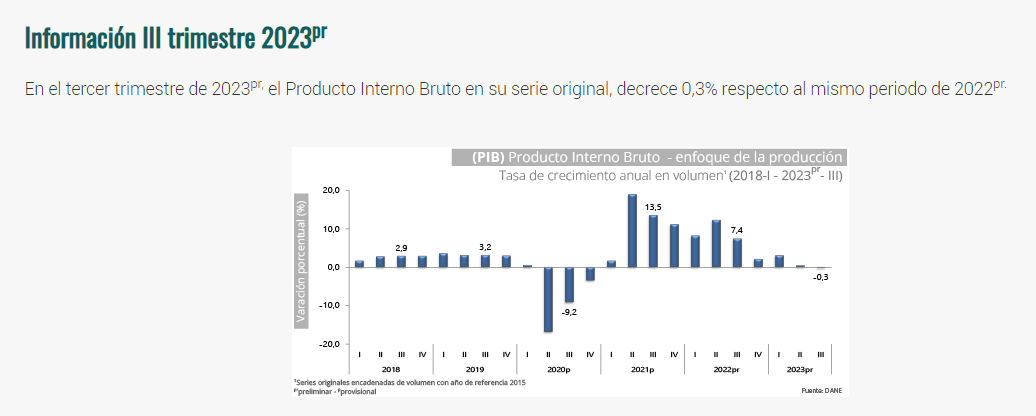 Información III trimestre 2023pr
En el tercer trimestre de 2023pr, el Producto Interno Bruto en su serie original, decrece 0,3% respecto al mismo periodo de 2022pr.
(PIB) Producto Interno Bruto - enfoque de la producción
Tasa de crecimiento anual en volumen¹ (2018-I - 2023pr- III)
Varación porcentual (%)
20,0
10,0
0,0
-10,0
-20,0
2,9
3,2
-9,2
13,5
7,4
-0,3
I II III IV I II III IV I II III IV I II III IV I II III IV I II III
2018 2019 2020p 2021p 2022pr 2023pr
¹Series originales encadenadas de volumen con año de referencia 2015
prpreliminar - pprovisional
Fuente: DANE